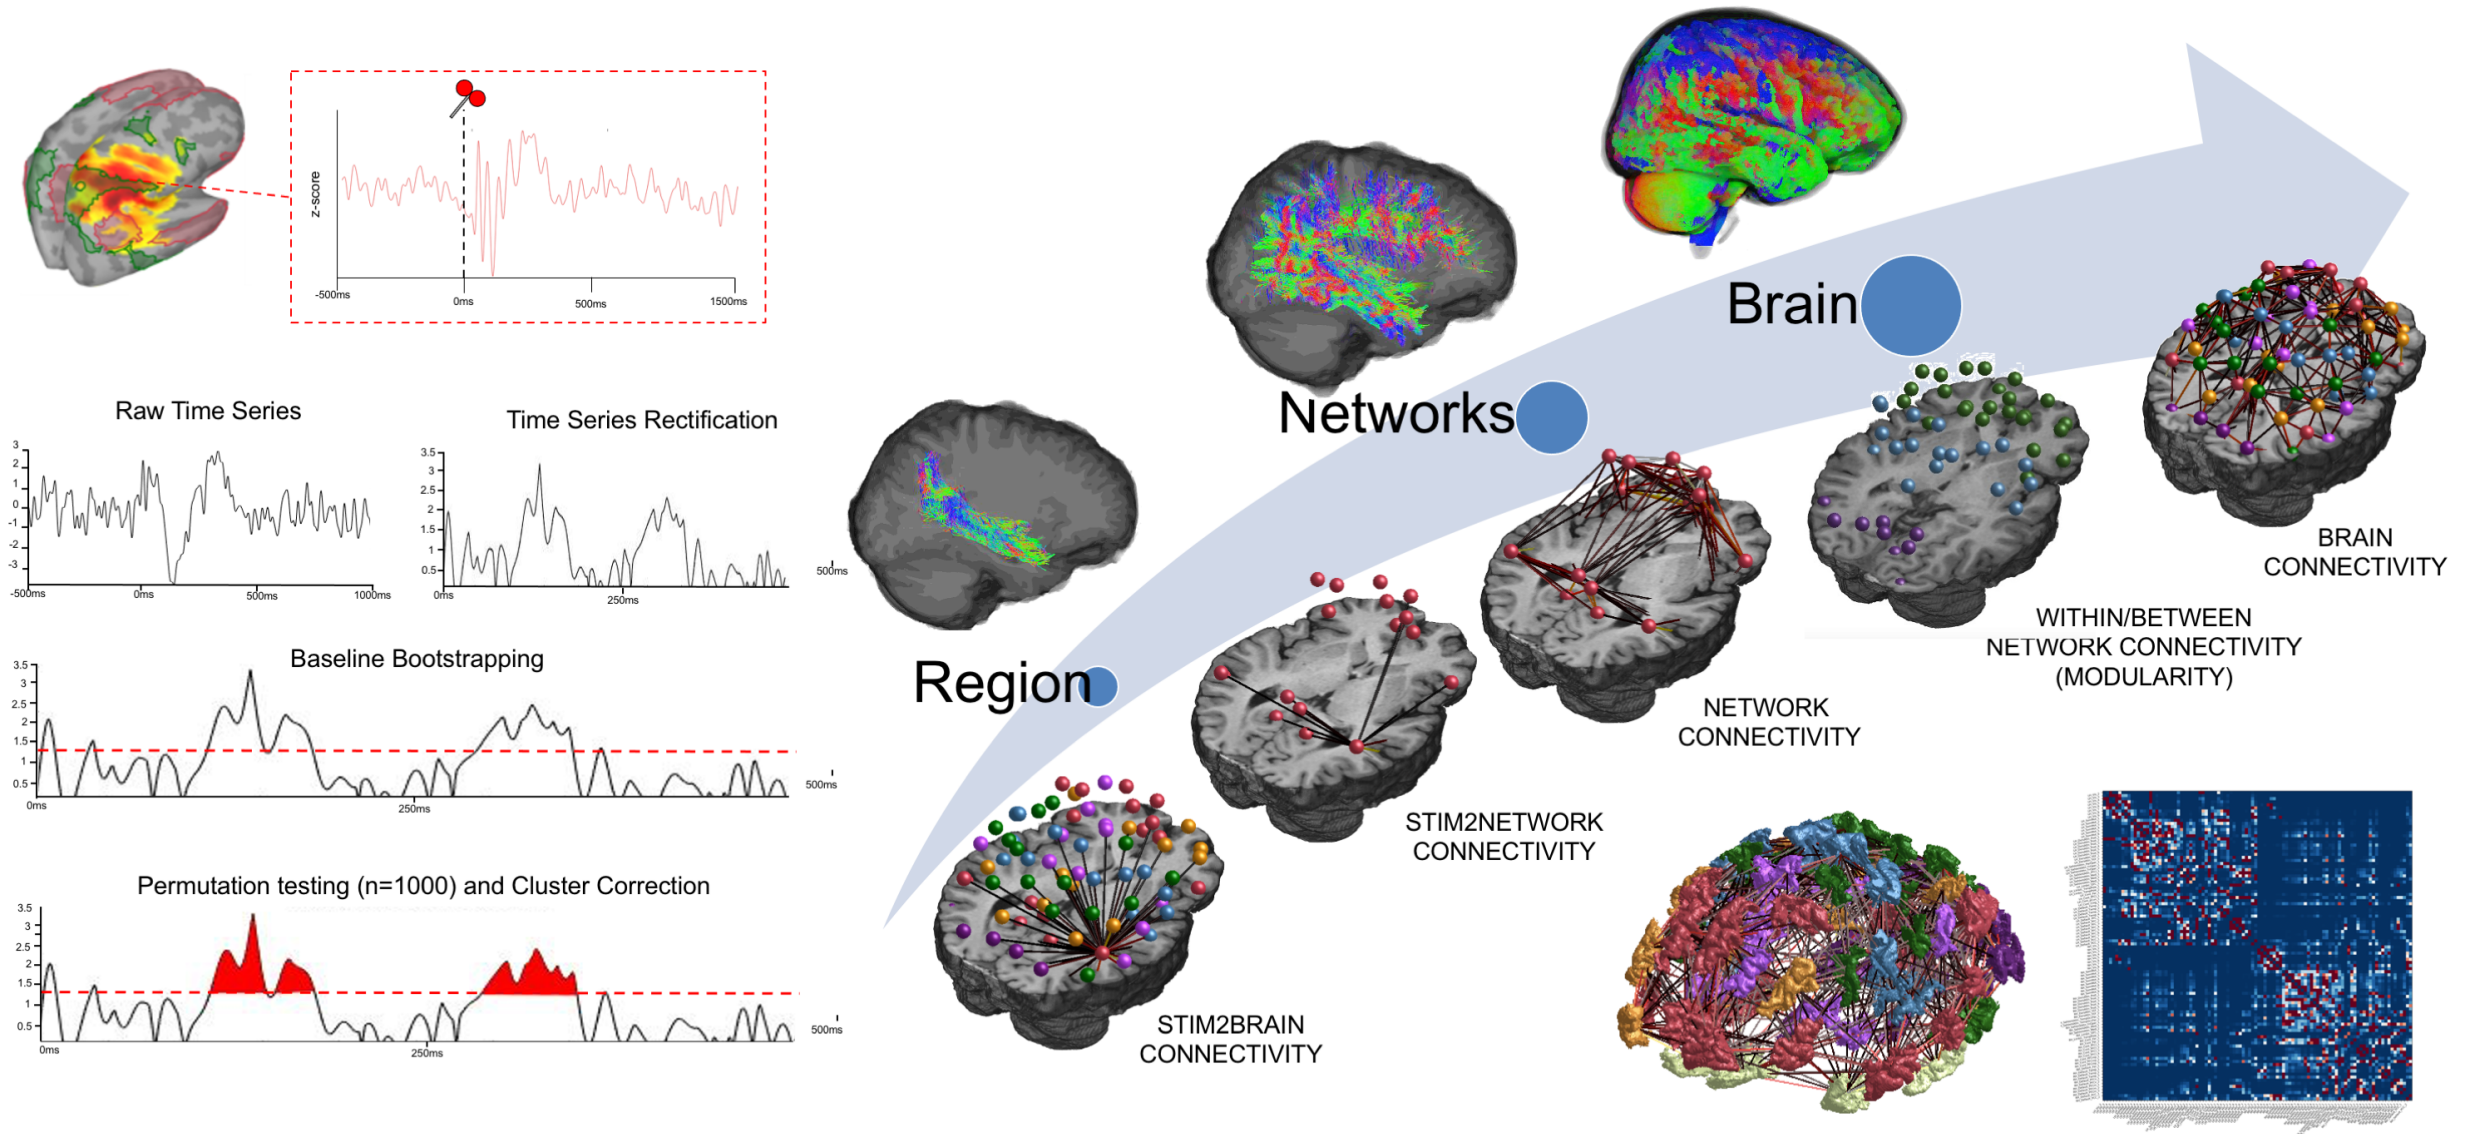 z-score
-500ms
0ms
500ms
1500ms
Raw Time Series
3
2
1
0
-1
-2
-3
-500ms
0ms
500ms
1000ms
Time Series Rectification
3.5
3
2.5
2
1.5
1
0.5
0ms
250ms
500ms
Baseline Bootstrapping
3.5
3
2.5
2
1.5
1
0.5
0ms
250ms
500ms
Permutation testing (n=1000) and Cluster Correction
3.5
3
2.5
2
1.5
1
0.5
0ms
250ms
500ms
Region
Networks
Brain
STIM2BRAIN
CONNECTIVITY
STIM2NETWORK
CONNECTIVITY
NETWORK
CONNECTIVITY
WITHIN/BETWEEN
NETWORK CONNECTIVITY
(MODULARITY)
BRAIN
CONNECTIVITY